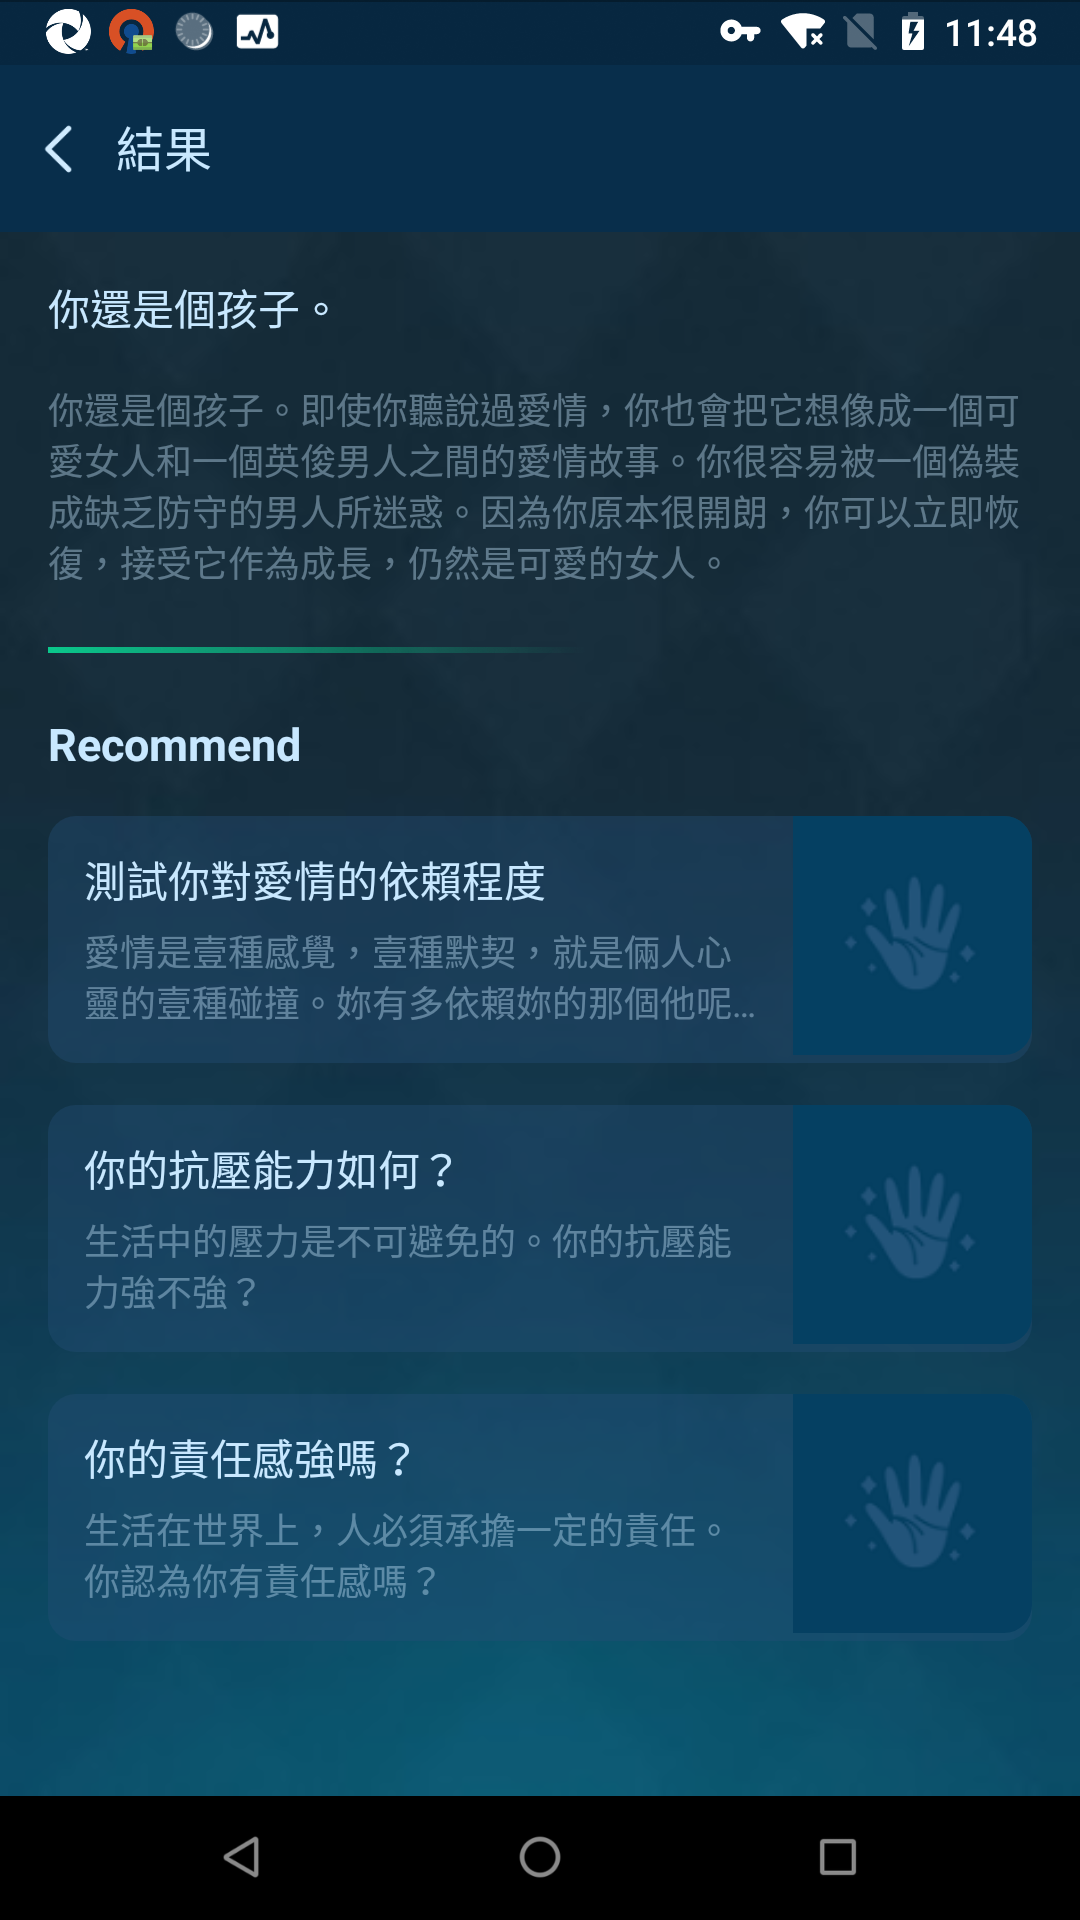 11:48
結果
你還是個孩子。
你還是個孩子。即使你聽說過愛情，你也會把它想像成一個可
愛女人和一個英俊男人之間的愛情故事。你很容易被一個偽裝
成缺乏防守的男人所迷惑。因為你原本很開朗，你可以立即恢
復，接受它作為成長，仍然是可愛的女人。
Recommend
測試你對愛情的依賴程度
愛情是壹種感覺，壹種默契，就是倆人心
靈的壹種碰撞。妳有多依賴妳的那個他呢...
你的抗壓能力如何？
生活中的壓力是不可避免的。你的抗壓能
力強不強？
你的責任感強嗎？
生活在世界上，人必須承擔一定的責任。
你認為你有責任感嗎？